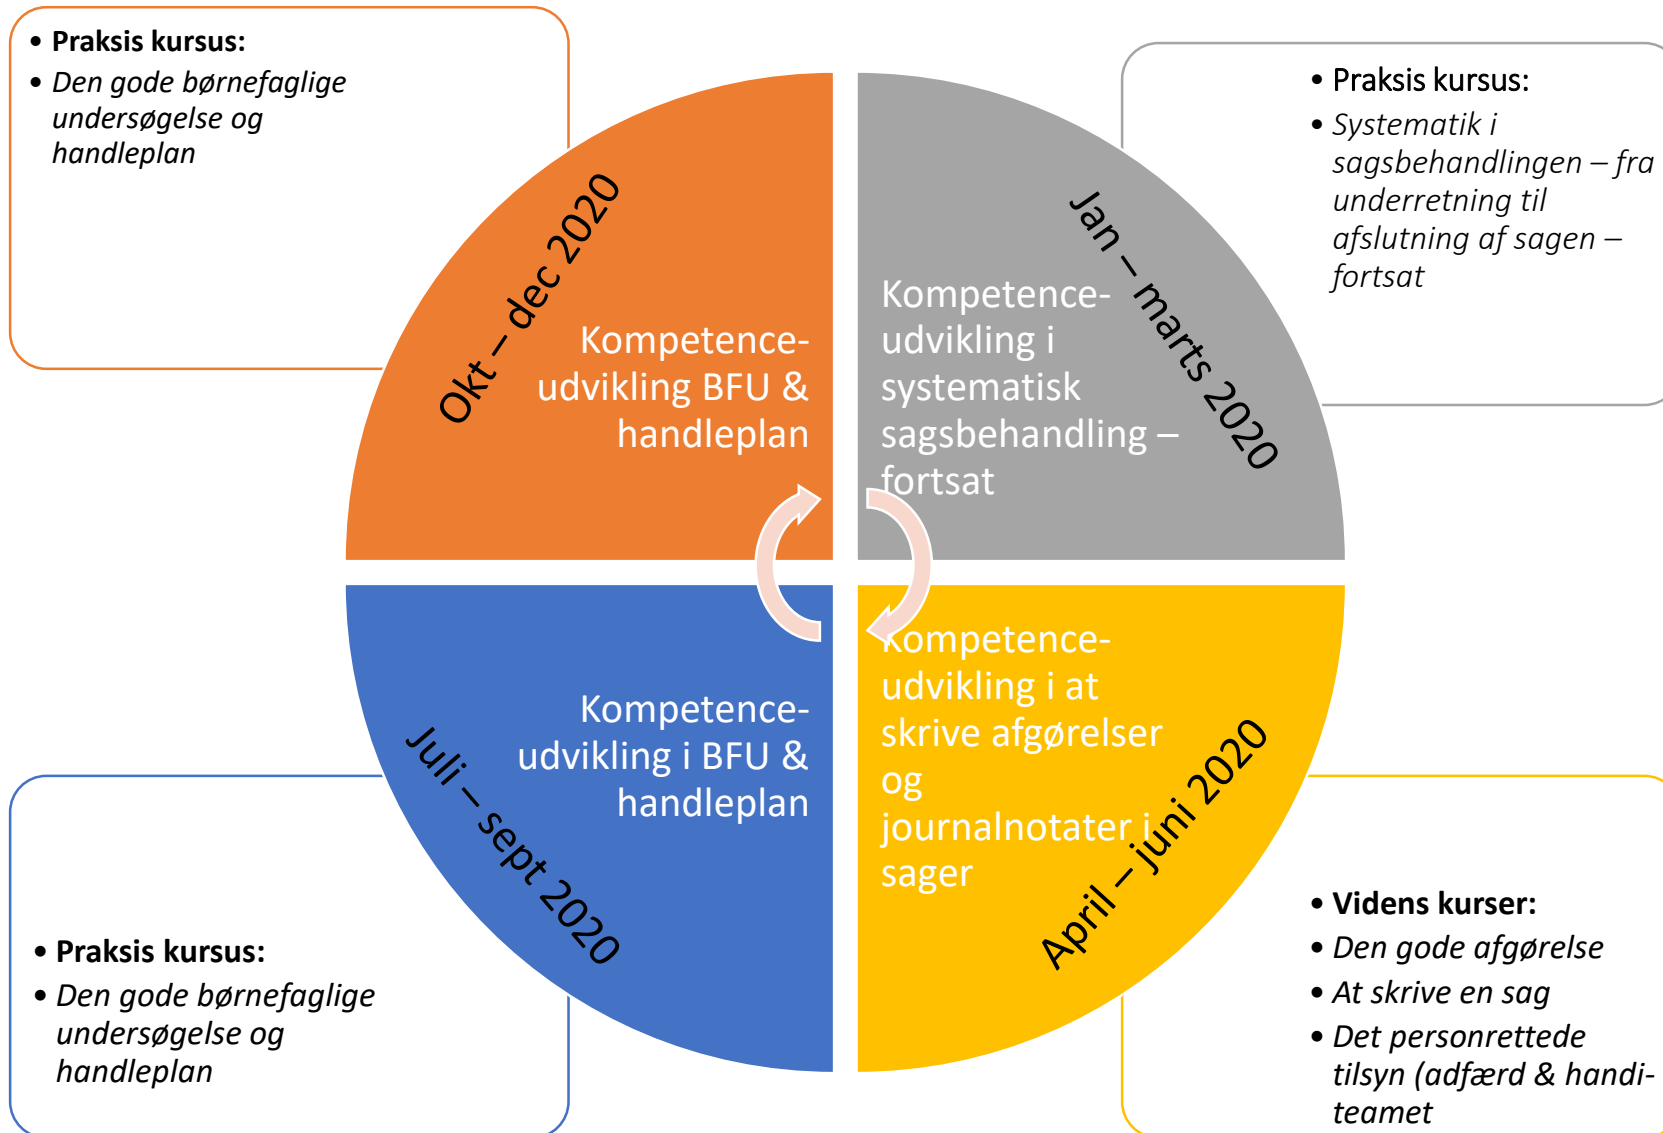 • Praksis kursus:
• Den gode børnefaglige
undersøgelse og
handleplan
Okt – dec 2020
Kompetence-
udvikling BFU &
handleplan
• Praksis kursus:
• Systematik i
sagsbehandlingen – fra
underretning til
afslutning af sagen –
fortsat
Jan – marts 2020
Kompetence-
udvikling i
systematisk
sagsbehandling –
fortsat
Kompetence-
udvikling i BFU &
handleplan
Juli – sept 2020
• Praksis kursus:
• Den gode børnefaglige
undersøgelse og
handleplan
Kompetence-
udvikling i at
skrive afgørelser
og
journalnotater i
sager
April – juni 2020
• Videns kurser:
• Den gode afgørelse
• At skrive en sag
• Det personrettede
tilsyn (adfærd & handi-
teamet